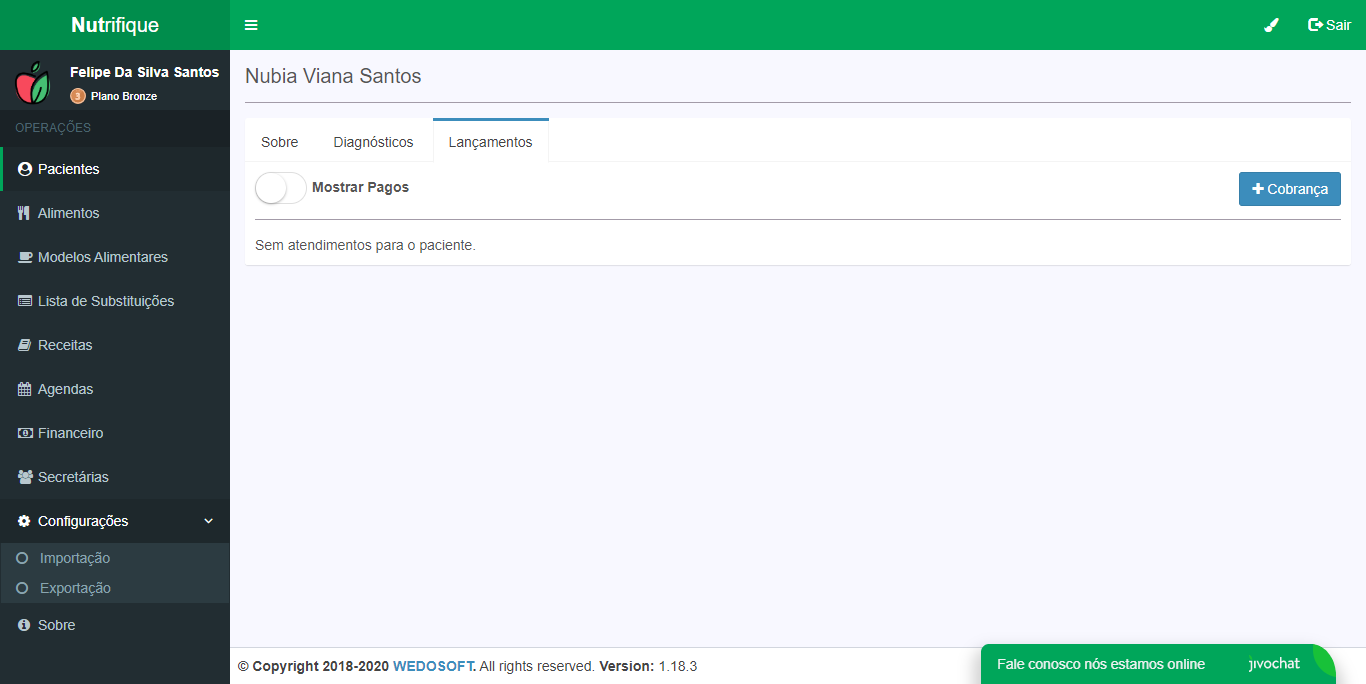 Nutrifique
Sair
Felipe Da Silva Santos
3 Plano Bronze
OPERAÇÕES
Pacientes
Alimentos
Modelos Alimentares
Lista de Substituições
Receitas
Agendas
Financeiro
Secretárias
Configurações
Importação
Exportação
Sobre
Nubia Viana Santos
Sobre Diagnósticos Lançamentos
Mostrar Pagos
+ Cobrança
Sem atendimentos para o paciente.
© Copyright 2018-2020 WEDOSOFT. All rights reserved. Version: 1.18.3
Fale conosco nós estamos online jivochat